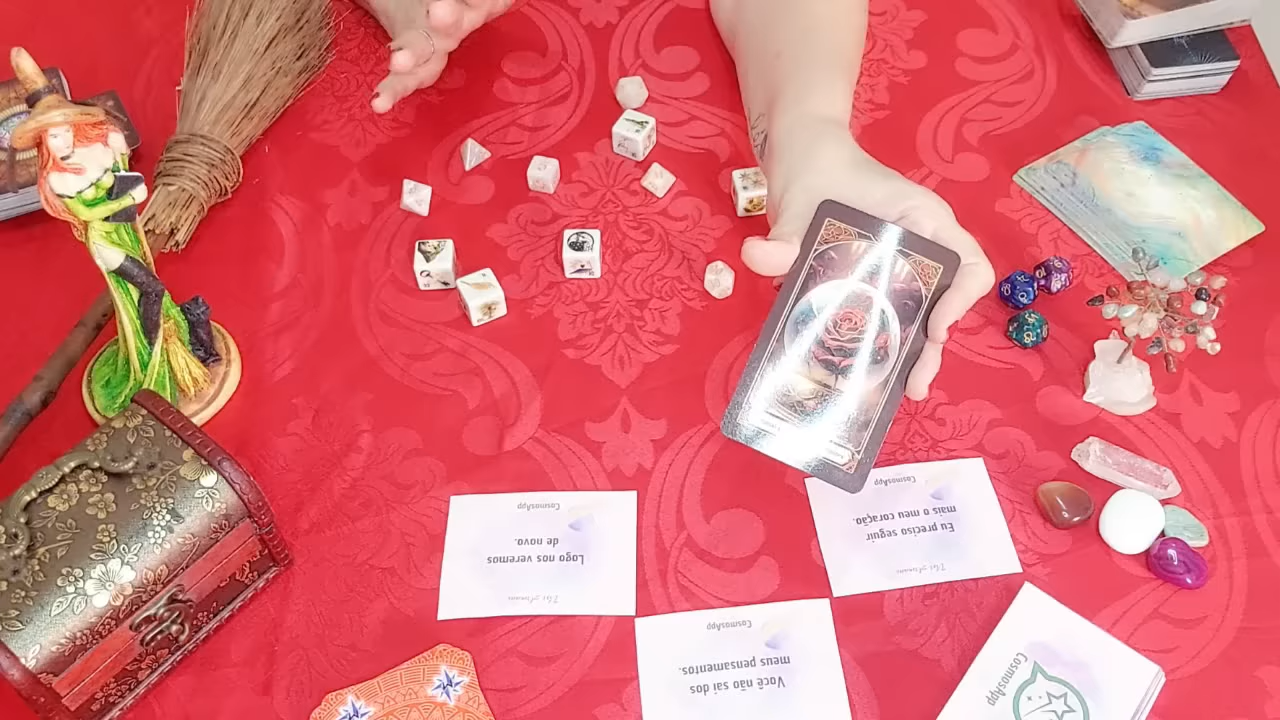 CosmosApp
Logo nos veremos
de novo.
CosmosApp
Eu preciso seguir
mais o meu coração.
CosmosApp
Você não sai dos
meus pensamentos.
CosmosApp